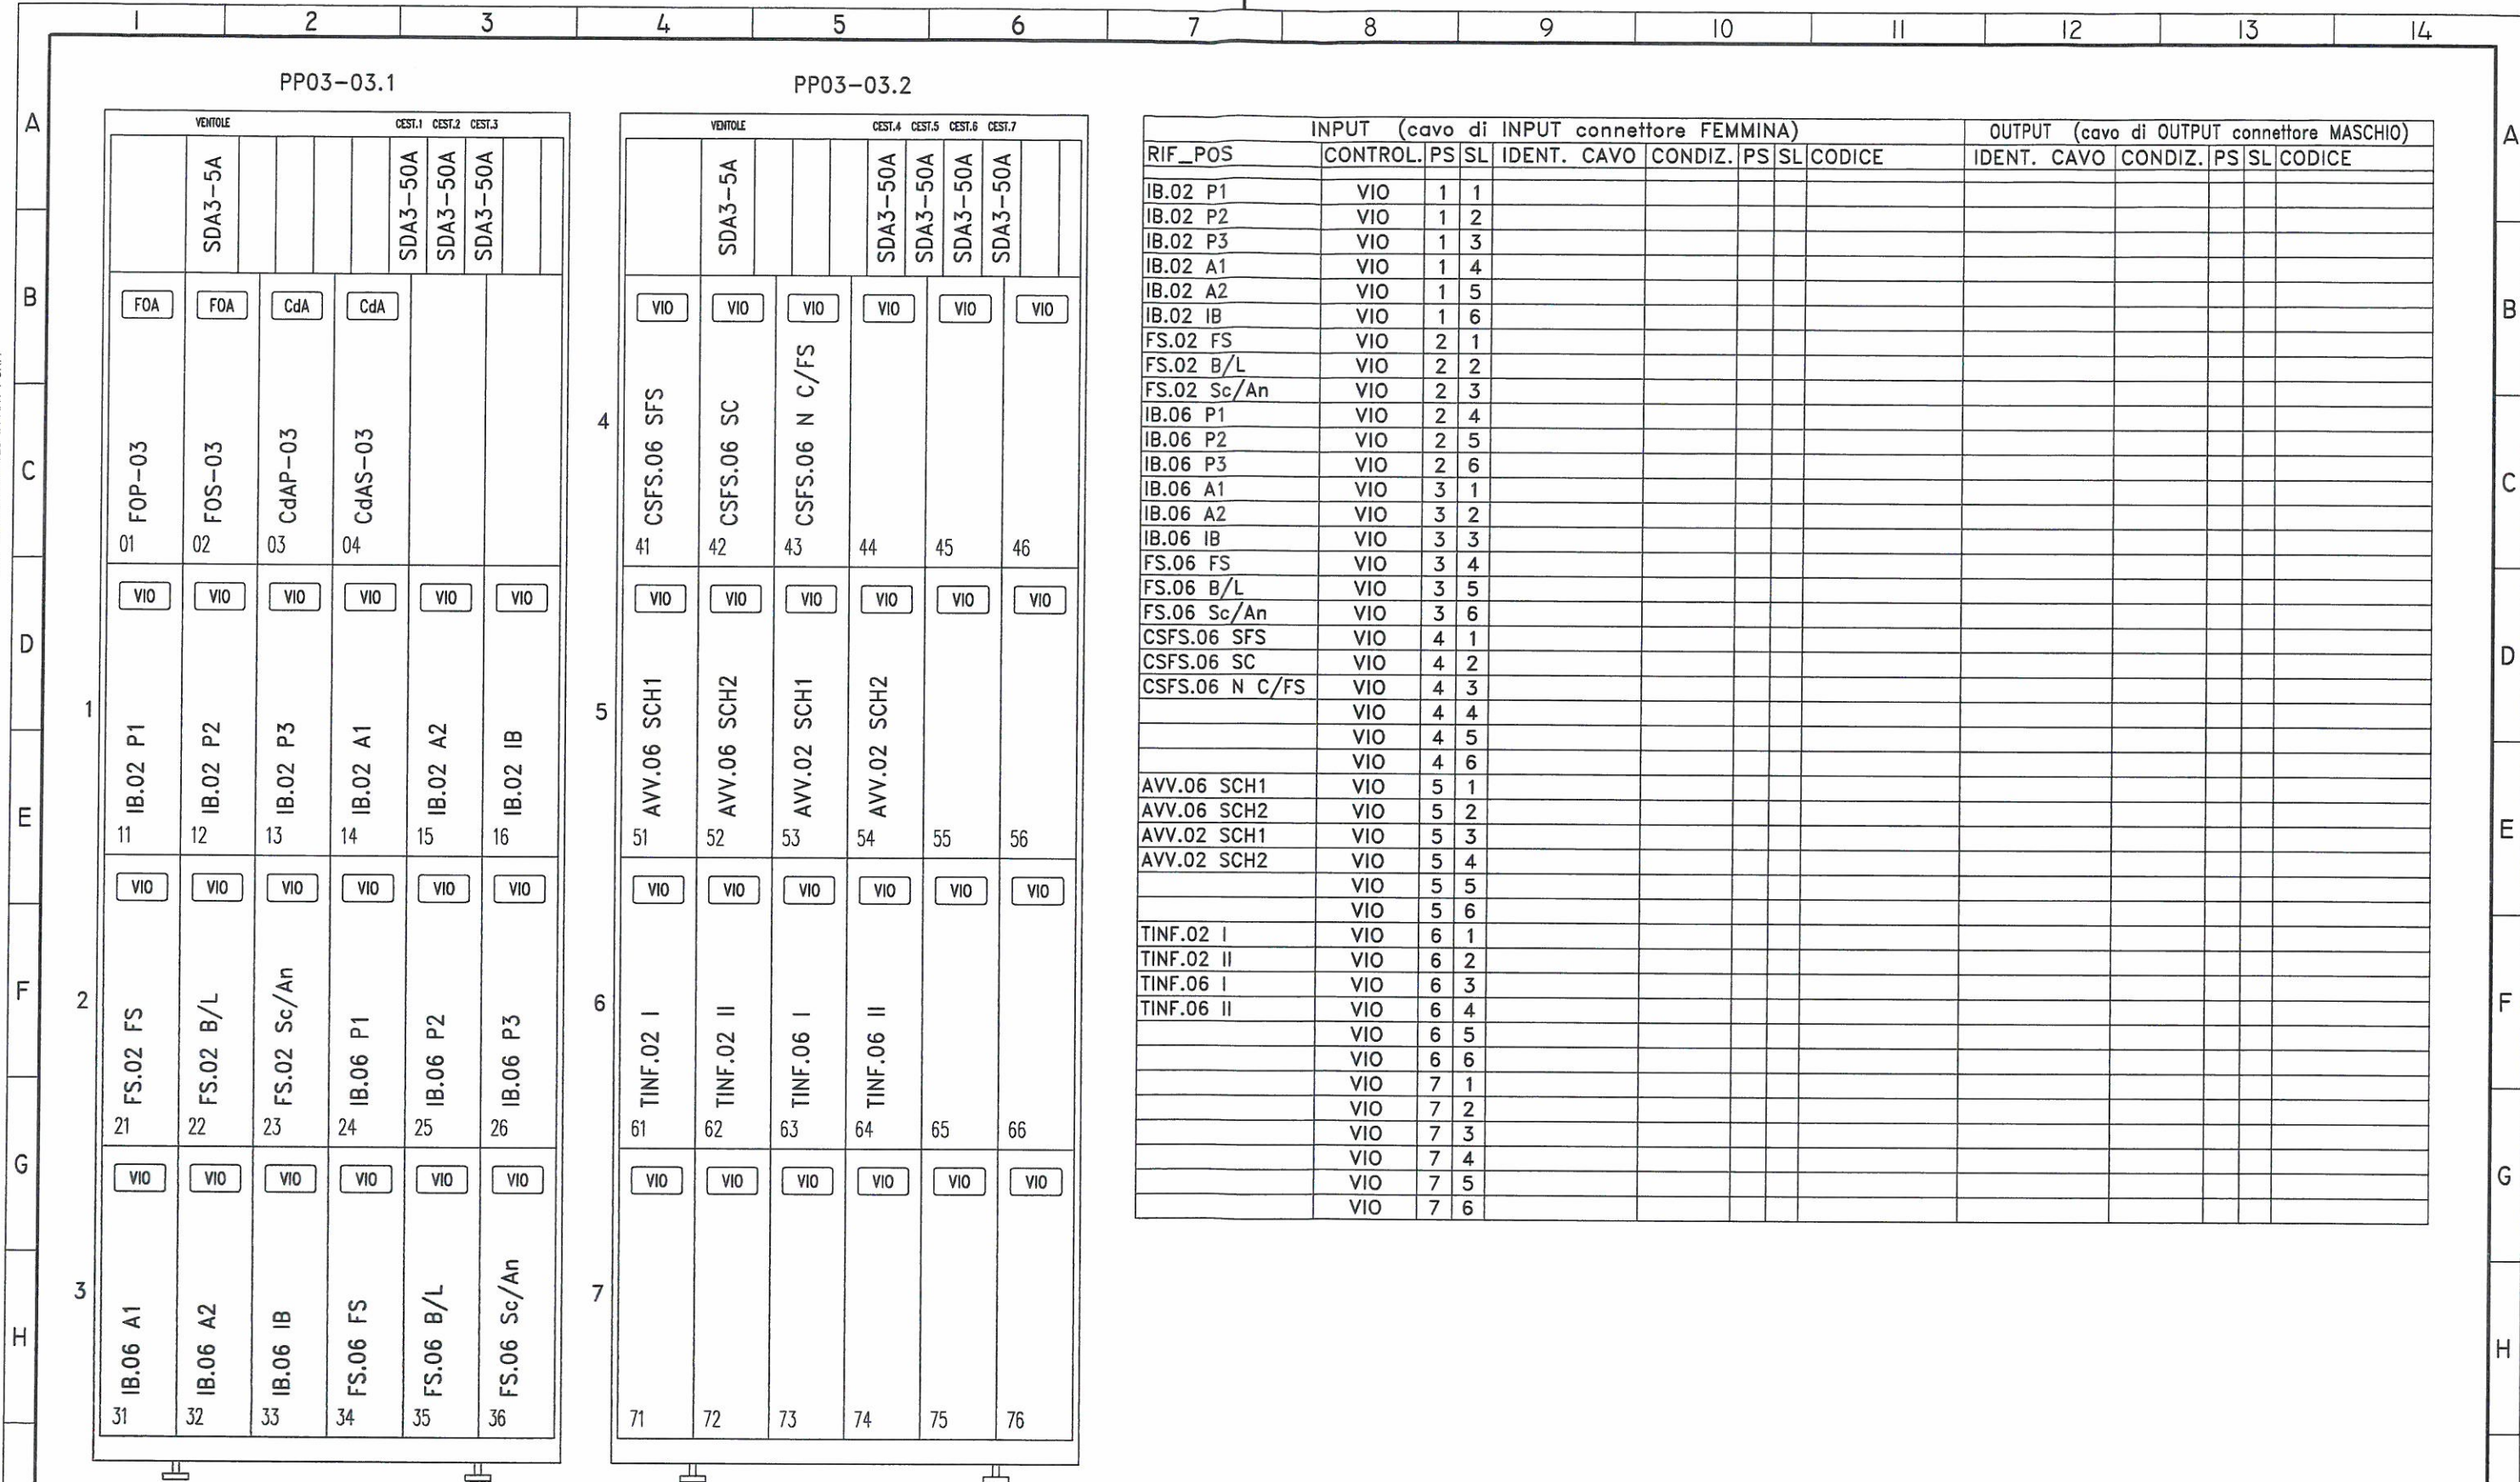 1 2 3 4 5 6 7 8 9 10 11 12 13 14
A
B
C
D
E
F
G
H
PP03-03.1
VENTOLE CEST.1 CEST.2 CEST.3
SDA3-5A SDA3-50A SDA3-50A SDA3-50A
FOA FOA CdA CdA
FOP-03 FOS-03 CdAP-03 CdAS-03
01 02 03 04
1
VIO VIO VIO VIO VIO VIO
IB.02 P1 IB.02 P2 IB.02 P3 IB.02 A1 IB.02 A2 IB.02 IB
11 12 13 14 15 16
2
VIO VIO VIO VIO VIO VIO
FS.02 FS FS.02 B/L FS.02 Sc/An IB.06 P1 IB.06 P2 IB.06 P3
21 22 23 24 25 26
3
VIO VIO VIO VIO VIO VIO
IB.06 A1 IB.06 A2 IB.06 IB FS.06 FS FS.06 B/L FS.06 Sc/An
31 32 33 34 35 36
PP03-03.2
VENTOLE CEST.4 CEST.5 CEST.6 CEST.7
SDA3-5A SDA3-50A SDA3-50A SDA3-50A SDA3-50A
4
VIO VIO VIO VIO VIO VIO
CSFS.06 SFS CSFS.06 SC CSFS.06 N C/FS
41 42 43 44 45 46
5
VIO VIO VIO VIO VIO VIO
AVV.06 SCH1 AVV.06 SCH2 AVV.02 SCH1 AVV.02 SCH2
51 52 53 54 55 56
6
VIO VIO VIO VIO VIO VIO
TINF.02 I TINF.02 II TINF.06 I TINF.06 II
61 62 63 64 65 66
7
VIO VIO VIO VIO VIO VIO
71 72 73 74 75 76
INPUT (cavo di INPUT connettore FEMMINA) OUTPUT (cavo di OUTPUT connettore MASCHIO)
RIF_POS CONTROL. PS SL IDENT. CAVO CONDIZ. PS SL CODICE IDENT. CAVO CONDIZ. PS SL CODICE
IB.02 P1 VIO 1 1
IB.02 P2 VIO 1 2
IB.02 P3 VIO 1 3
IB.02 A1 VIO 1 4
IB.02 A2 VIO 1 5
IB.02 IB VIO 1 6
FS.02 FS VIO 2 1
FS.02 B/L VIO 2 2
FS.02 Sc/An VIO 2 3
IB.06 P1 VIO 2 4
IB.06 P2 VIO 2 5
IB.06 P3 VIO 2 6
IB.06 A1 VIO 3 1
IB.06 A2 VIO 3 2
IB.06 IB VIO 3 3
FS.06 FS VIO 3 4
FS.06 B/L VIO 3 5
FS.06 Sc/An VIO 3 6
CSFS.06 SFS VIO 4 1
CSFS.06 SC VIO 4 2
CSFS.06 N C/FS VIO 4 3
VIO 4 4
VIO 4 5
VIO 4 6
AVV.06 SCH1 VIO 5 1
AVV.06 SCH2 VIO 5 2
AVV.02 SCH1 VIO 5 3
AVV.02 SCH2 VIO 5 4
VIO 5 5
VIO 5 6
TINF.02 I VIO 6 1
TINF.02 II VIO 6 2
TINF.06 I VIO 6 3
TINF.06 II VIO 6 4
VIO 6 5
VIO 6 6
VIO 7 1
VIO 7 2
VIO 7 3
VIO 7 4
VIO 7 5
VIO 7 6
A
B
C
D
E
F
G
H